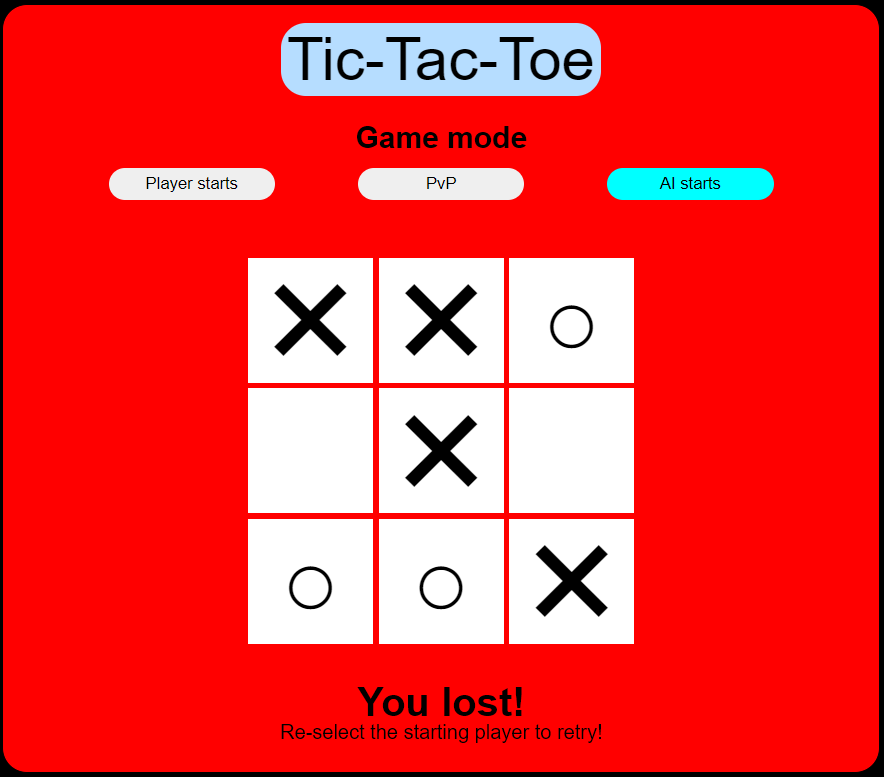 Tic-Tac-Toe
Game mode
Player starts PvP AI starts
✕ ✕ ○
✕
○ ○ ✕
You lost!
Re-select the starting player to retry!